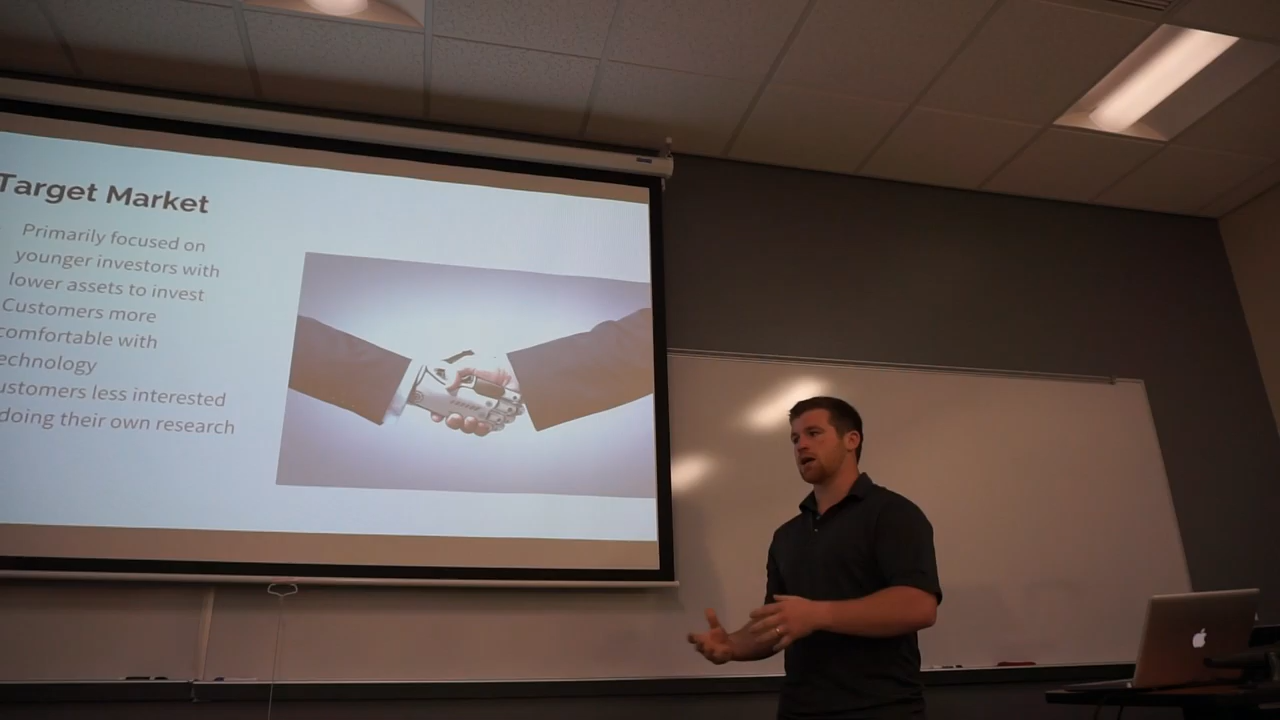 Target Market
Primarily focused on
younger investors with
lower assets to invest
Customers more
comfortable with
echnology
ustomers less interested
doing their own research